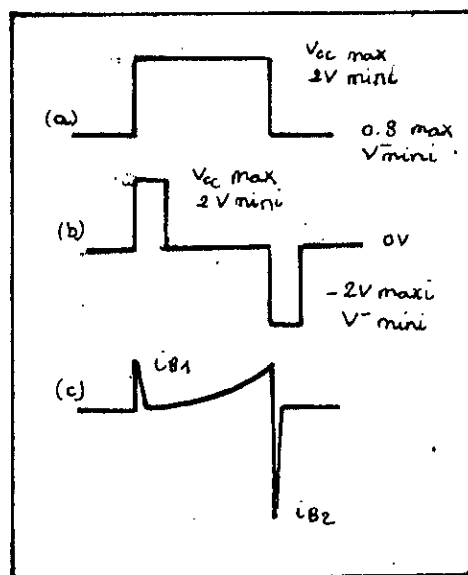 Vcc max
2V mini
(a)
0.8 max
V⁻mini
Vcc max
2V mini
(b)
0V
-2V maxi
V⁻ mini
iB1
(c)
iB2